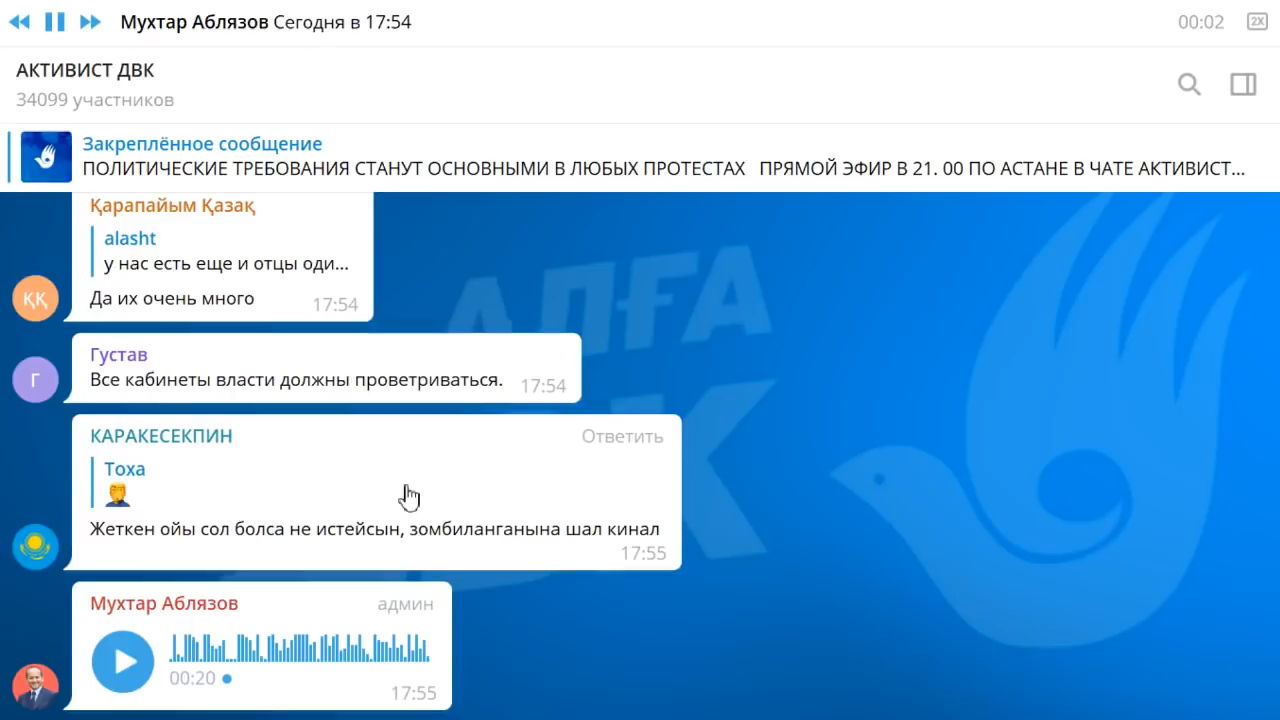 Мухтар Аблязов Сегодня в 17:54
00:02
2X
АКТИВИСТ ДВК
34099 участников
Закреплённое сообщение
ПОЛИТИЧЕСКИЕ ТРЕБОВАНИЯ СТАНУТ ОСНОВНЫМИ В ЛЮБЫХ ПРОТЕСТАХ ПРЯМОЙ ЭФИР В 21. 00 ПО АСТАНЕ В ЧАТЕ АКТИВИСТ...
Қарапайым Қазақ
alasht
у нас есть еще и отцы оди...
ҚҚ
Да их очень много
17:54
Густав
Г
Все кабинеты власти должны проветриваться.
17:54
КАРАКЕСЕКПИН
Ответить
Тоха
Жеткен ойы сол болса не истейсын, зомбиланганына шал кинал
17:55
Мухтар Аблязов
админ
00:20
17:55
АЛҒА
ДВК